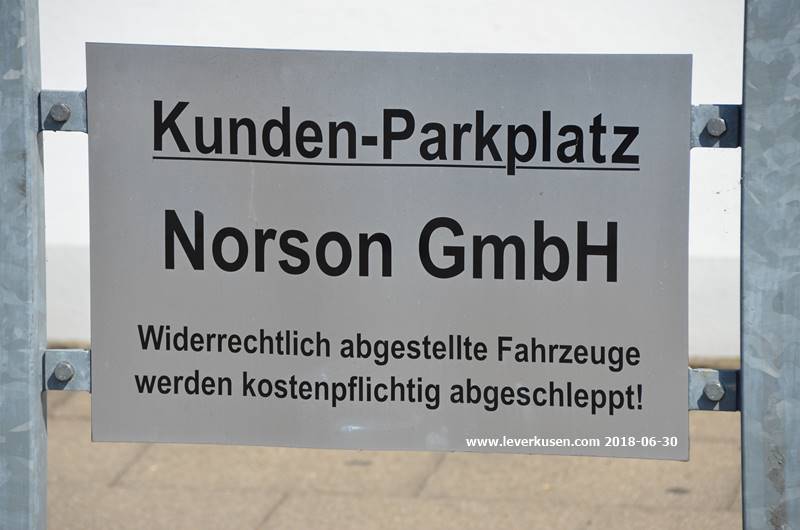 Kunden-Parkplatz
Norson GmbH
Widerrechtlich abgestellte Fahrzeuge
werden kostenpflichtig abgeschleppt!
www.leverkusen.com 2018-06-30